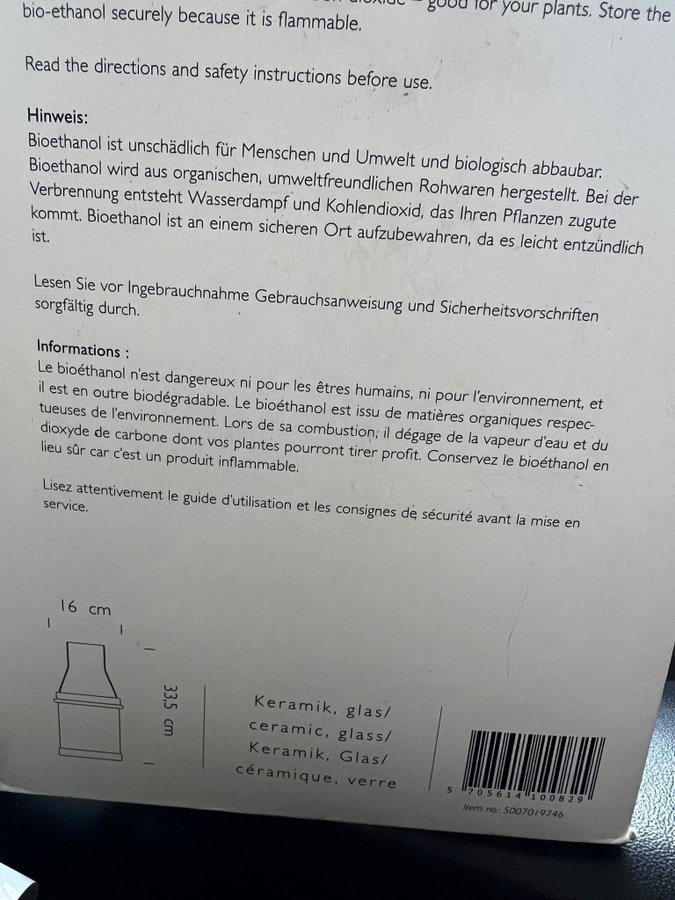 good for your plants. Store the
bio-ethanol securely because it is flammable.
Read the directions and safety instructions before use.
Hinweis:
Bioethanol ist unschädlich für Menschen und Umwelt und biologisch abbaubar.
Bioethanol wird aus organischen, umweltfreundlichen Rohwaren hergestellt. Bei der
Verbrennung entsteht Wasserdampf und Kohlendioxid, das Ihren Pflanzen zugute
kommt. Bioethanol ist an einem sicheren Ort aufzubewahren, da es leicht entzündlich
ist.
Lesen Sie vor Ingebrauchnahme Gebrauchsanweisung und Sicherheitsvorschriften
sorgfältig durch.
Informations :
Le bioéthanol n'est dangereux ni pour les êtres humains, ni pour l'environnement, et
il est en outre biodégradable. Le bioéthanol est issu de matières organiques respec-
tueuses de l'environnement. Lors de sa combustion, il dégage de la vapeur d'eau et du
dioxyde de carbone dont vos plantes pourront tirer profit. Conservez le bioéthanol en
lieu sûr car c'est un produit inflammable.
Lisez attentivement le guide d'utilisation et les consignes de sécurité avant la mise en
service.
16 cm
33,5 cm
Keramik, glas/
ceramic, glass/
Keramik, Glas/
céramique, verre
5 705614 100829
Item no: 5007019746